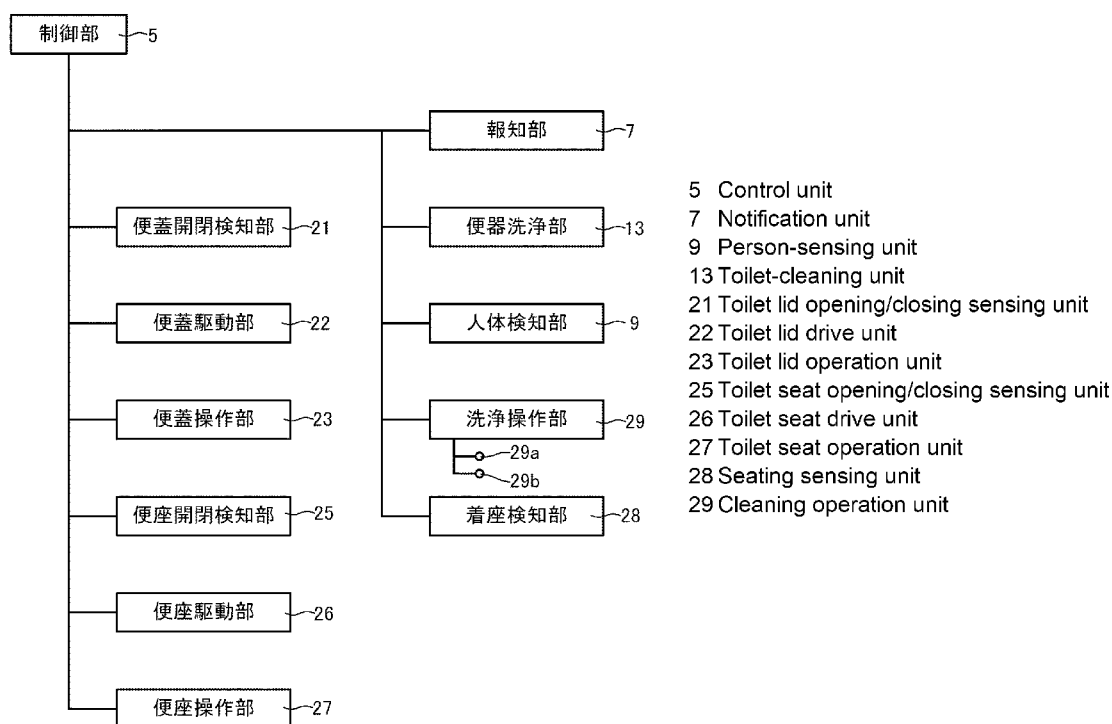 制御部 5
報知部 7
便蓋開閉検知部 21
便器洗浄部 13
便蓋駆動部 22
人体検知部 9
便蓋操作部 23
洗浄操作部 29
29a
29b
便座開閉検知部 25
着座検知部 28
便座駆動部 26
便座操作部 27
5 Control unit
7 Notification unit
9 Person-sensing unit
13 Toilet-cleaning unit
21 Toilet lid opening/closing sensing unit
22 Toilet lid drive unit
23 Toilet lid operation unit
25 Toilet seat opening/closing sensing unit
26 Toilet seat drive unit
27 Toilet seat operation unit
28 Seating sensing unit
29 Cleaning operation unit